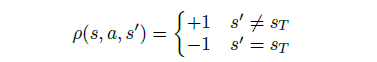 ρ(s, a, s′) = { +1 s′ ≠ s_T
−1 s′ = s_T